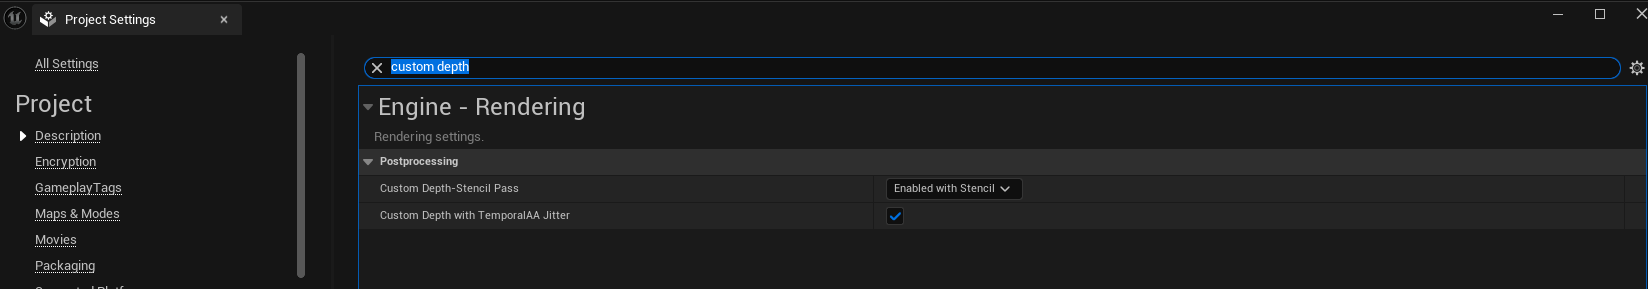 Project Settings
custom depth
All Settings
Project
Description
Encryption
GameplayTags
Maps & Modes
Movies
Packaging
Engine - Rendering
Rendering settings.
Postprocessing
Custom Depth-Stencil Pass
Enabled with Stencil
Custom Depth with TemporalAA Jitter